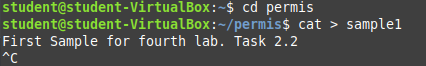 student@student-VirtualBox:~$ cd permis
student@student-VirtualBox:~/permis$ cat > sample1
First Sample for fourth lab. Task 2.2
^C